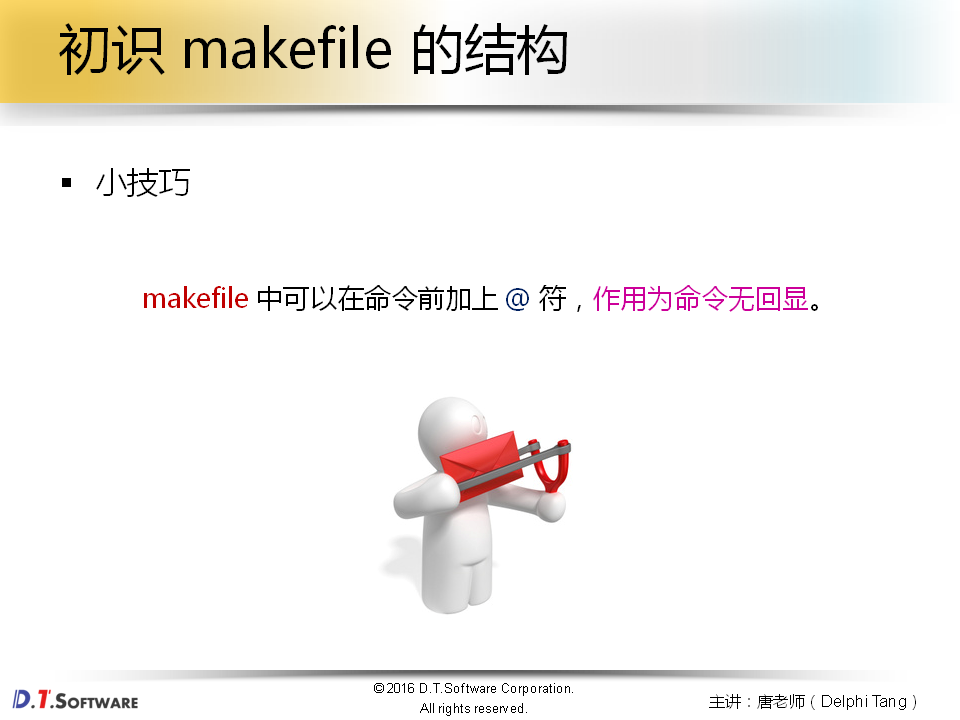 初识 makefile 的结构
▪ 小技巧
makefile 中可以在命令前加上 @ 符，作用为命令无回显。
D.T.SOFTWARE
©2016 D.T.Software Corporation.
All rights reserved.
主讲：唐老师（Delphi Tang）